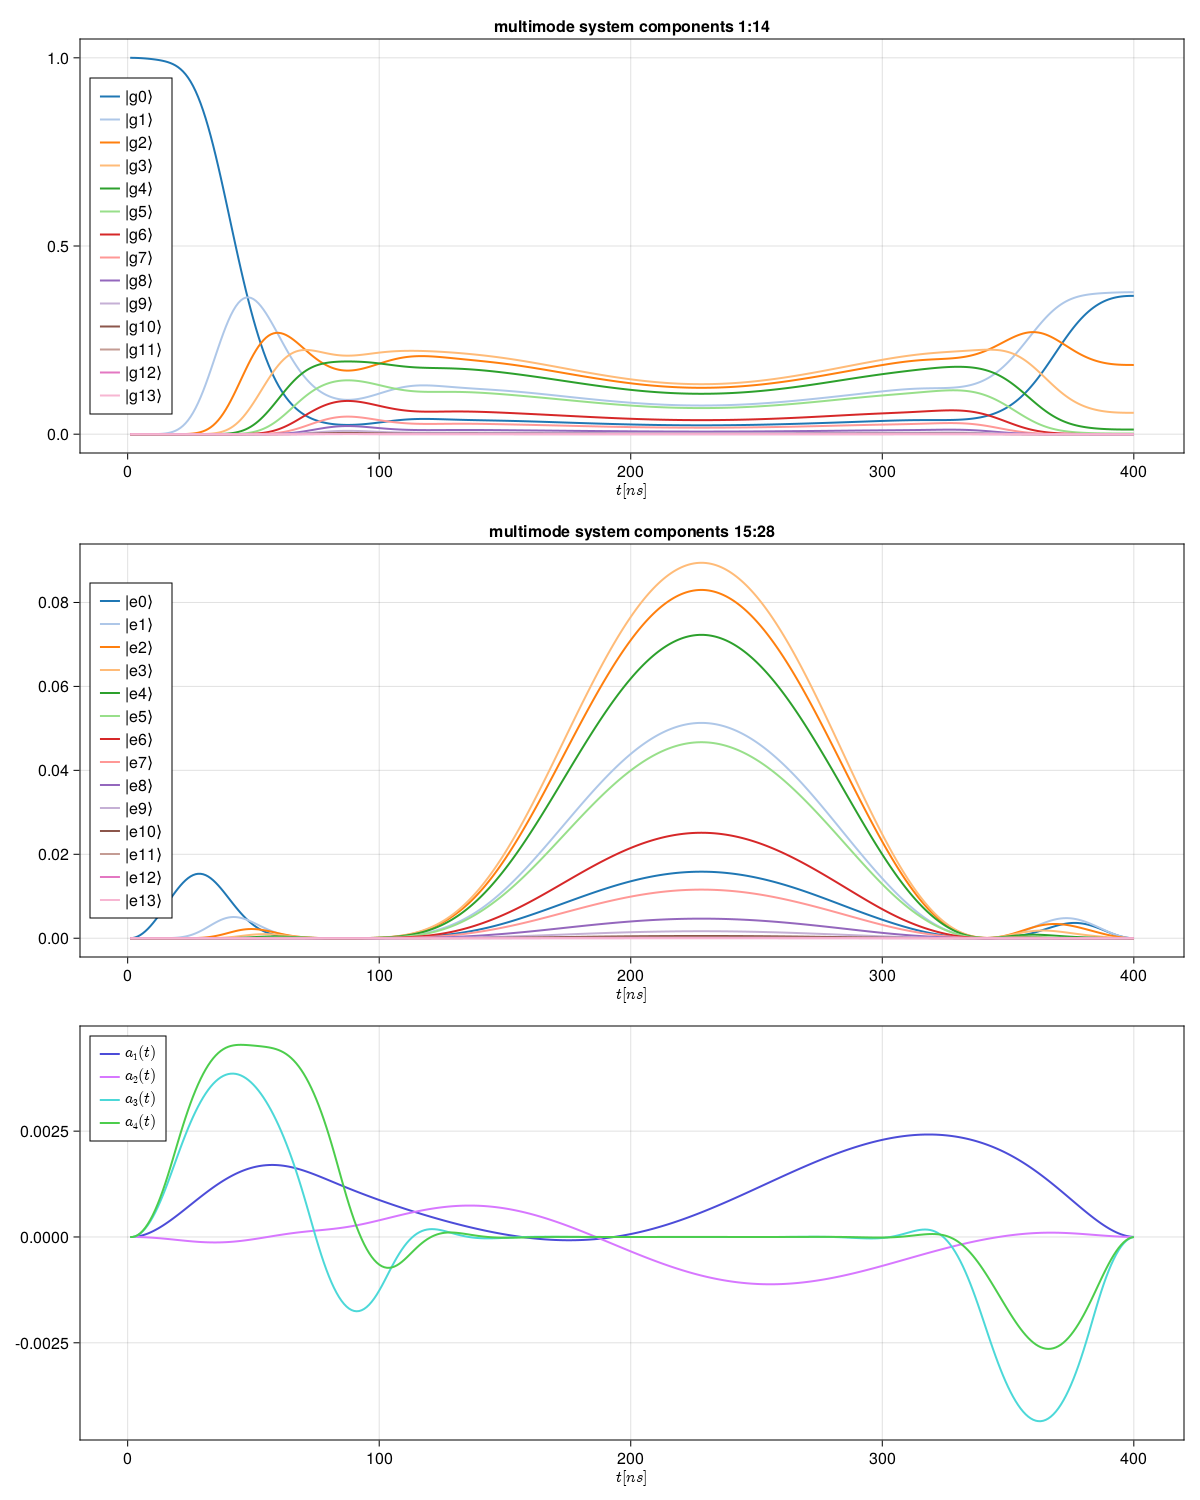 multimode system components 1:14
1.0
0.5
0.0
|g0⟩
|g1⟩
|g2⟩
|g3⟩
|g4⟩
|g5⟩
|g6⟩
|g7⟩
|g8⟩
|g9⟩
|g10⟩
|g11⟩
|g12⟩
|g13⟩
0 100 200 300 400
t[ns]
multimode system components 15:28
0.08
0.06
0.04
0.02
0.00
|e0⟩
|e1⟩
|e2⟩
|e3⟩
|e4⟩
|e5⟩
|e6⟩
|e7⟩
|e8⟩
|e9⟩
|e10⟩
|e11⟩
|e12⟩
|e13⟩
0 100 200 300 400
t[ns]
a₁(t)
a₂(t)
a₃(t)
a₄(t)
0.0025
0.0000
-0.0025
0 100 200 300 400
t[ns]